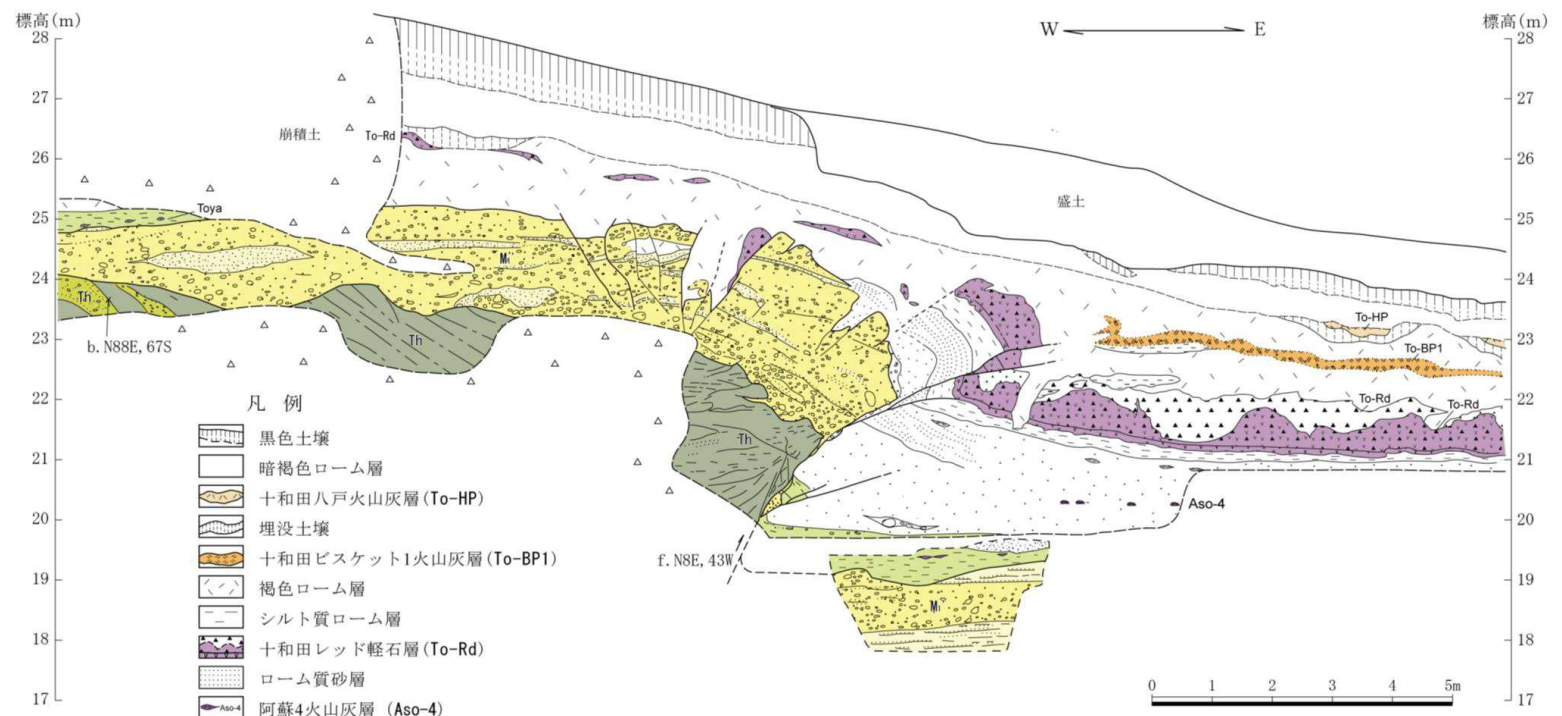 標高(m)
28
27
26
25
24
23
22
21
20
19
18
17
W
E
標高(m)
28
27
26
25
24
23
22
21
20
19
18
17
崩積土
To-Rd
盛土
Toya
M₁
Th
b. N88E, 67S
Th
Th
To-HP
To-BP1
To-Rd
To-Rd
Aso-4
f. N8E, 43W
M₁
凡 例
黒色土壌
暗褐色ローム層
十和田八戸火山灰層(To-HP)
埋没土壌
十和田ビスケット1火山灰層(To-BP1)
褐色ローム層
シルト質ローム層
十和田レッド軽石層(To-Rd)
ローム質砂層
Aso-4 阿蘇4火山灰層 (Aso-4)
0 1 2 3 4 5m